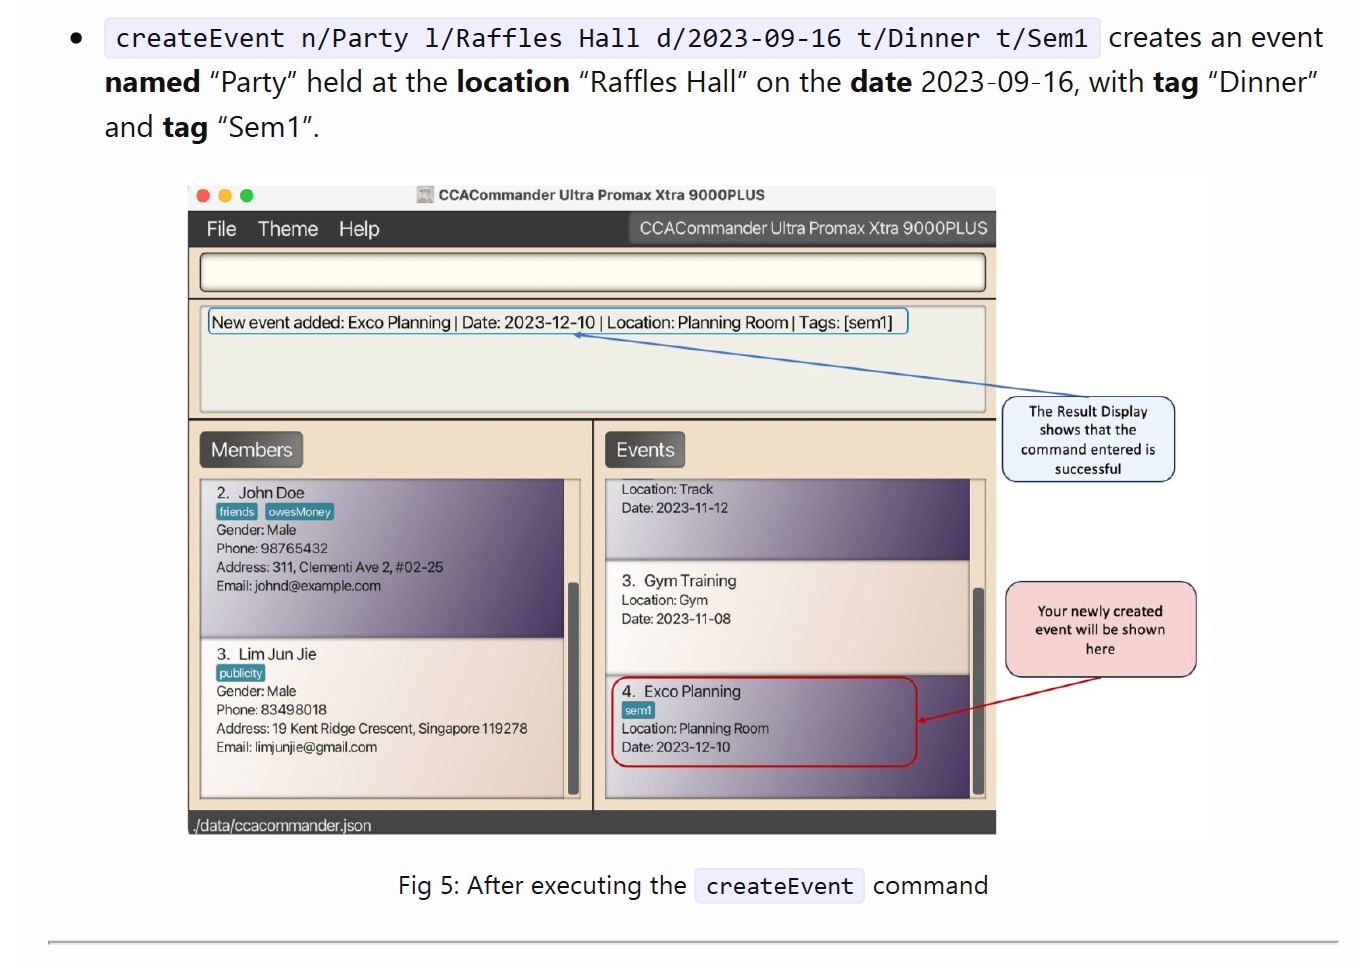 createEvent n/Party l/Raffles Hall d/2023-09-16 t/Dinner t/Sem1 creates an event
named “Party” held at the location “Raffles Hall” on the date 2023-09-16, with tag “Dinner”
and tag “Sem1”.
CCACommander Ultra Promax Xtra 9000PLUS
File Theme Help CCACommander Ultra Promax Xtra 9000PLUS
New event added: Exco Planning | Date: 2023-12-10 | Location: Planning Room | Tags: [sem1]
The Result Display
shows that the
command entered is
successful
Members
2. John Doe
friends owesMoney
Gender: Male
Phone: 98765432
Address: 311, Clementi Ave 2, #02-25
Email: johnd@example.com
3. Lim Jun Jie
publicity
Gender: Male
Phone: 83498018
Address: 19 Kent Ridge Crescent, Singapore 119278
Email: limjunjie@gmail.com
Events
Location: Track
Date: 2023-11-12
3. Gym Training
Location: Gym
Date: 2023-11-08
4. Exco Planning
sem1
Location: Planning Room
Date: 2023-12-10
Your newly created
event will be shown
here
./data/ccacommander.json
Fig 5: After executing the createEvent command